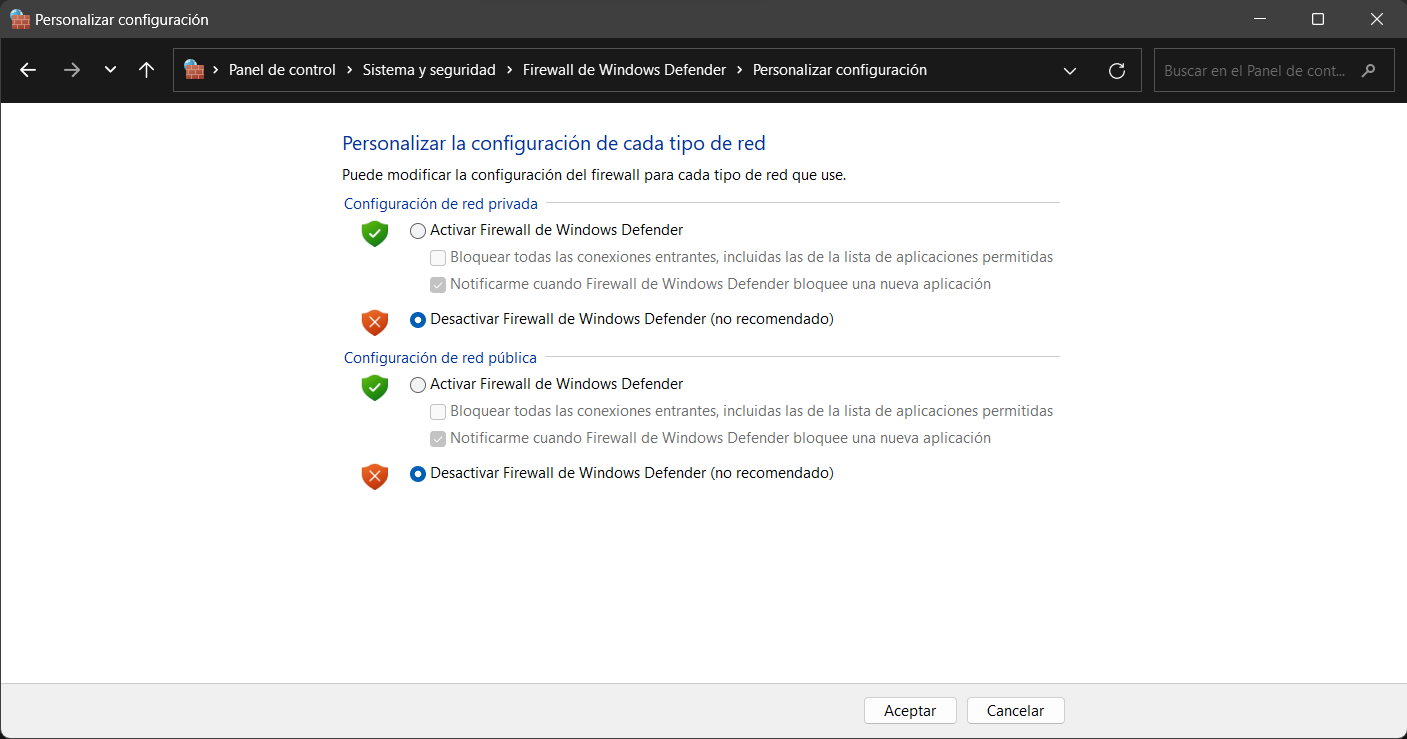 Personalizar configuración
Panel de control › Sistema y seguridad › Firewall de Windows Defender › Personalizar configuración
Buscar en el Panel de cont...
Personalizar la configuración de cada tipo de red
Puede modificar la configuración del firewall para cada tipo de red que use.
Configuración de red privada
Activar Firewall de Windows Defender
Bloquear todas las conexiones entrantes, incluidas las de la lista de aplicaciones permitidas
Notificarme cuando Firewall de Windows Defender bloquee una nueva aplicación
Desactivar Firewall de Windows Defender (no recomendado)
Configuración de red pública
Activar Firewall de Windows Defender
Bloquear todas las conexiones entrantes, incluidas las de la lista de aplicaciones permitidas
Notificarme cuando Firewall de Windows Defender bloquee una nueva aplicación
Desactivar Firewall de Windows Defender (no recomendado)
Aceptar
Cancelar